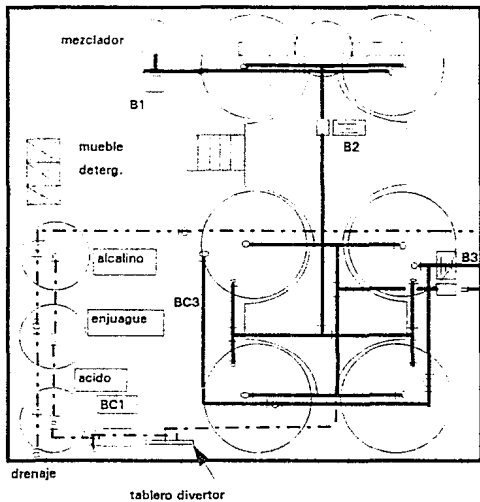 mezclador
B1
B2
mueble
deterg.
alcalino
B3
BC3
enjuague
acido
BC1
drenaje
tablero divertor